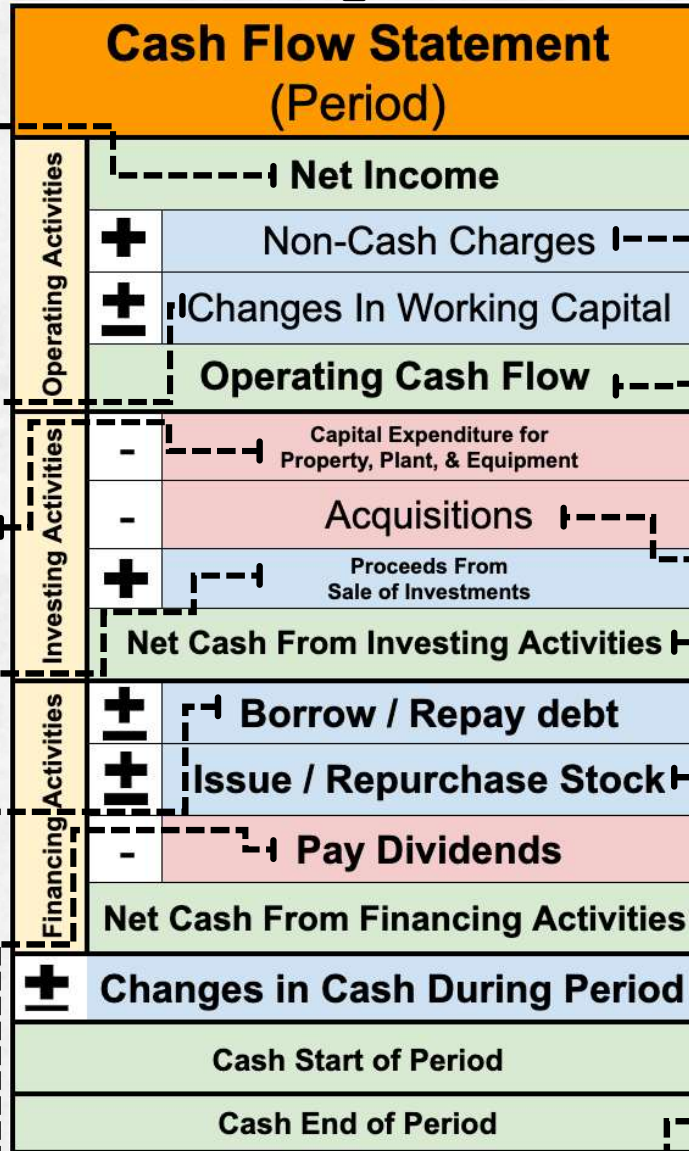 Cash Flow Statement
(Period)
Operating Activities
Net Income
+ Non-Cash Charges
± Changes In Working Capital
Operating Cash Flow
Investing Activities
- Capital Expenditure for
Property, Plant, & Equipment
- Acquisitions
+ Proceeds From
Sale of Investments
Net Cash From Investing Activities
Financing Activities
± Borrow / Repay debt
± Issue / Repurchase Stock
- Pay Dividends
Net Cash From Financing Activities
± Changes in Cash During Period
Cash Start of Period
Cash End of Period